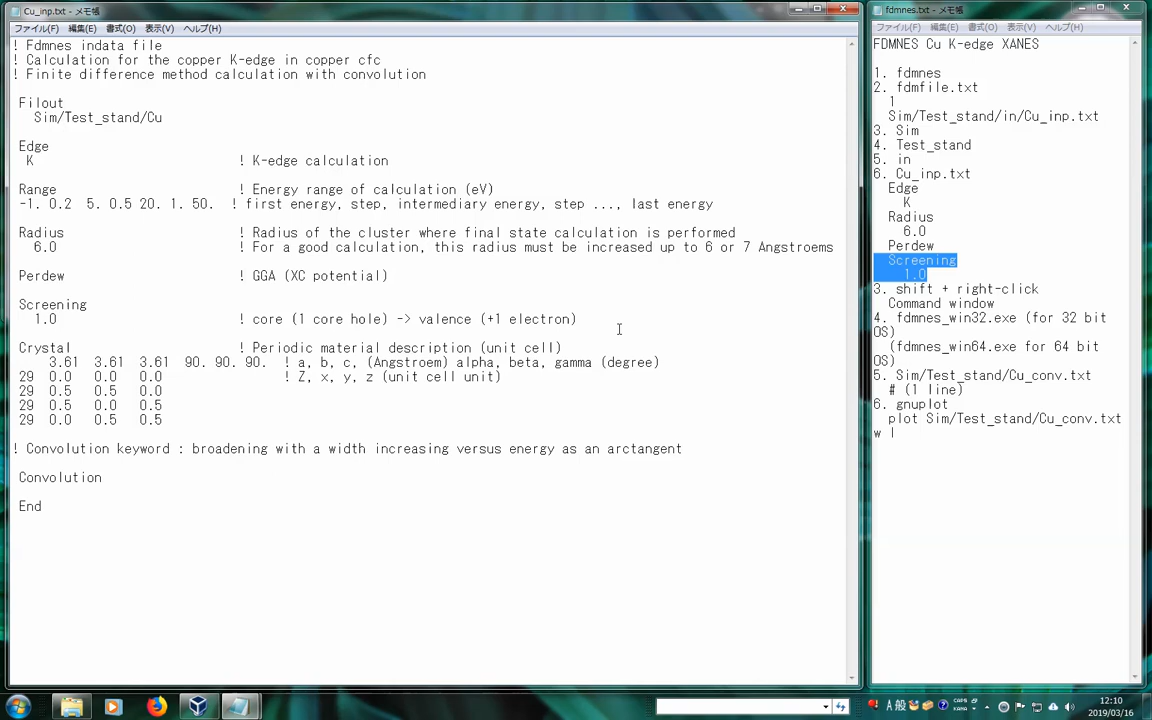 Cu_inp.txt - メモ帳
ファイル(F) 編集(E) 書式(O) 表示(V) ヘルプ(H)
! Fdmnes indata file
! Calculation for the copper K-edge in copper cfc
! Finite difference method calculation with convolution
Filout
Sim/Test_stand/Cu
Edge
K ! K-edge calculation
Range ! Energy range of calculation (eV)
-1. 0.2 5. 0.5 20. 1. 50. ! first energy, step, intermediary energy, step ..., last energy
Radius ! Radius of the cluster where final state calculation is performed
6.0 ! For a good calculation, this radius must be increased up to 6 or 7 Angstroems
Perdew ! GGA (XC potential)
Screening
1.0 ! core (1 core hole) -> valence (+1 electron)
Crystal ! Periodic material description (unit cell)
3.61 3.61 3.61 90. 90. 90. ! a, b, c, (Angstroem) alpha, beta, gamma (degree)
29 0.0 0.0 0.0 ! Z, x, y, z (unit cell unit)
29 0.5 0.5 0.0
29 0.5 0.0 0.5
29 0.0 0.5 0.5
! Convolution keyword : broadening with a width increasing versus energy as an arctangent
Convolution
End
fdmnes.txt - メモ帳
ファイル(F) 編集(E) 書式(O) 表示(V) ヘルプ(H)
FDMNES Cu K-edge XANES
1. fdmnes
2. fdmfile.txt
1
Sim/Test_stand/in/Cu_inp.txt
3. Sim
4. Test_stand
5. in
6. Cu_inp.txt
Edge
K
Radius
6.0
Perdew
Screening
1.0
3. shift + right-click
Command window
4. fdmnes_win32.exe (for 32 bit
OS)
(fdmnes_win64.exe for 64 bit
OS)
5. Sim/Test_stand/Cu_conv.txt
# (1 line)
6. gnuplot
plot Sim/Test_stand/Cu_conv.txt
w l
A 般
CAPS
KANA
12:10
2019/03/16